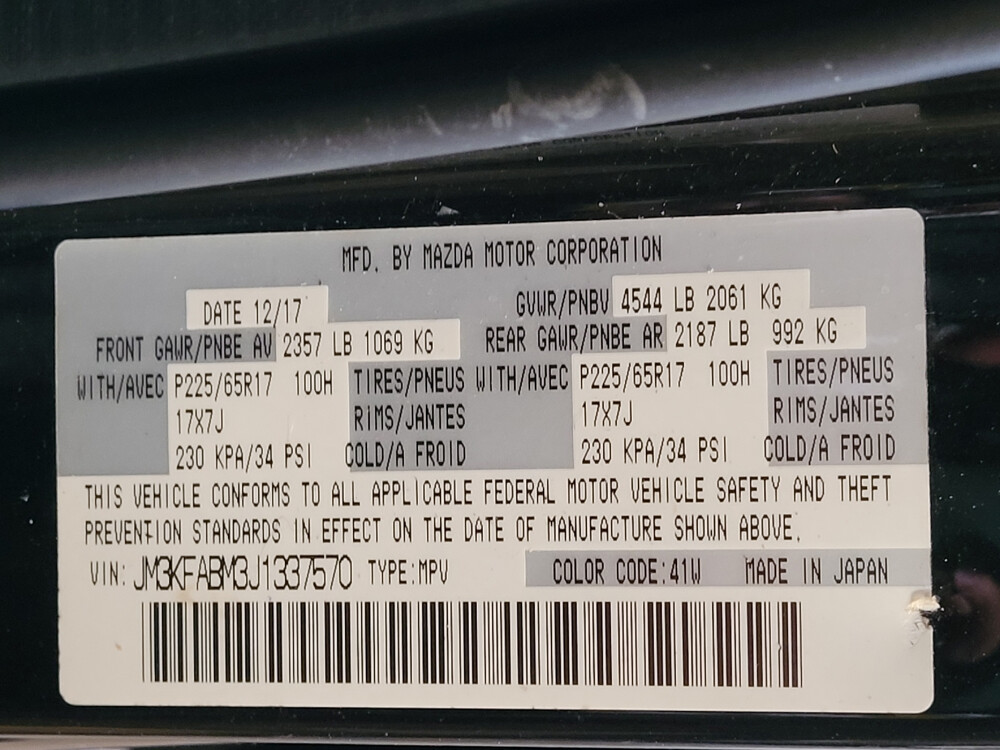 MFD. BY MAZDA MOTOR CORPORATION
DATE 12/17 GVWR/PNBV 4544 LB 2061 KG
FRONT GAWR/PNBE AV 2357 LB 1069 KG REAR GAWR/PNBE AR 2187 LB 992 KG
WITH/AVEC P225/65R17 100H TIRES/PNEUS WITH/AVEC P225/65R17 100H TIRES/PNEUS
17X7J RIMS/JANTES 17X7J RIMS/JANTES
230 KPA/34 PSI COLD/A FROID 230 KPA/34 PSI COLD/A FROID
THIS VEHICLE CONFORMS TO ALL APPLICABLE FEDERAL MOTOR VEHICLE SAFETY AND THEFT
PREVENTION STANDARDS IN EFFECT ON THE DATE OF MANUFACTURE SHOWN ABOVE.
VIN: JM3KFABM3J1337570 TYPE:MPV COLOR CODE:41W MADE IN JAPAN